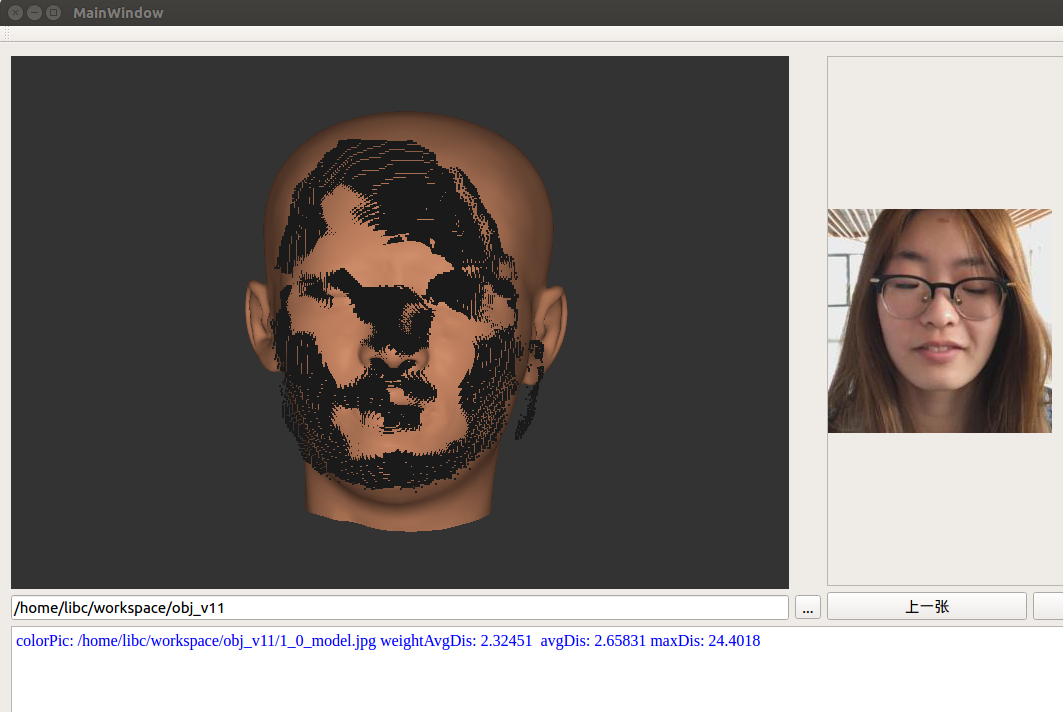 MainWindow
/home/libc/workspace/obj_v11
...
上一张
colorPic: /home/libc/workspace/obj_v11/1_0_model.jpg weightAvgDis: 2.32451  avgDis: 2.65831 maxDis: 24.4018